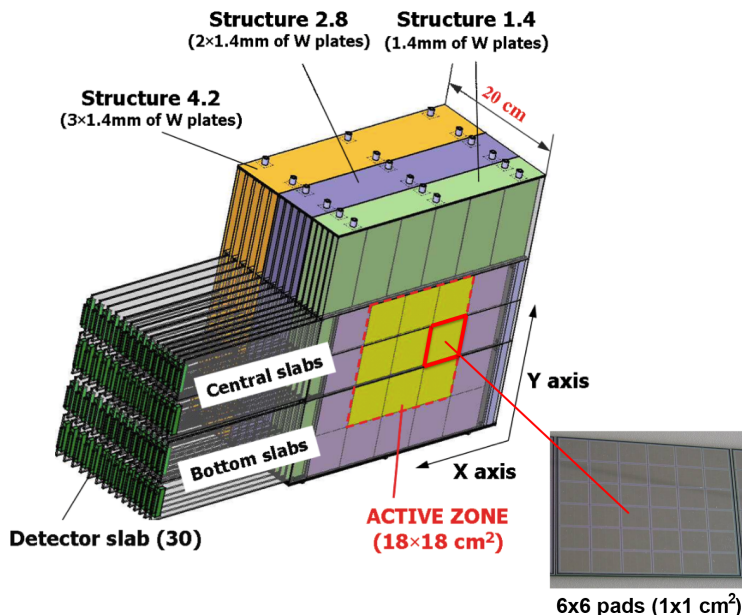 Structure 2.8
(2×1.4mm of W plates)
Structure 1.4
(1.4mm of W plates)
Structure 4.2
(3×1.4mm of W plates)
20 cm
Central slabs
Bottom slabs
Y axis
X axis
ACTIVE ZONE
(18×18 cm²)
Detector slab (30)
6x6 pads (1x1 cm²)